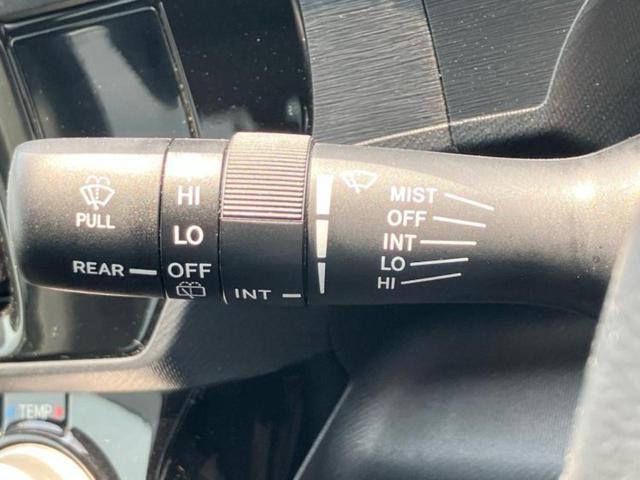 PULL
REAR
HI
LO
OFF
INT
MIST
OFF
INT
LO
HI
TEMP